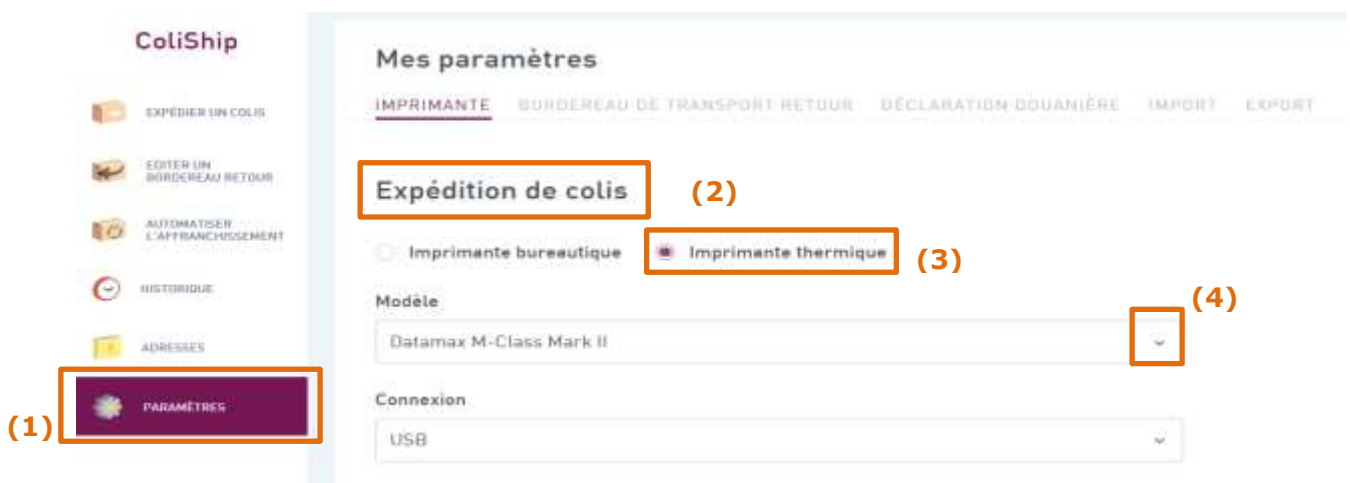 ColiShip
EXPÉDIER UN COLIS
EDITER UN
BORDEREAU RETOUR
AUTOMATISER
L'AFFRANCHISSEMENT
HISTORIQUE
ADRESSES
(1)
PARAMÈTRES
Mes paramètres
IMPRIMANTE BORDEREAU DE TRANSPORT RETOUR DÉCLARATION DOUANIÈRE IMPORT EXPORT
Expédition de colis (2)
Imprimante bureautique Imprimante thermique (3)
Modèle (4)
Datamax M-Class Mark II
Connexion
USB